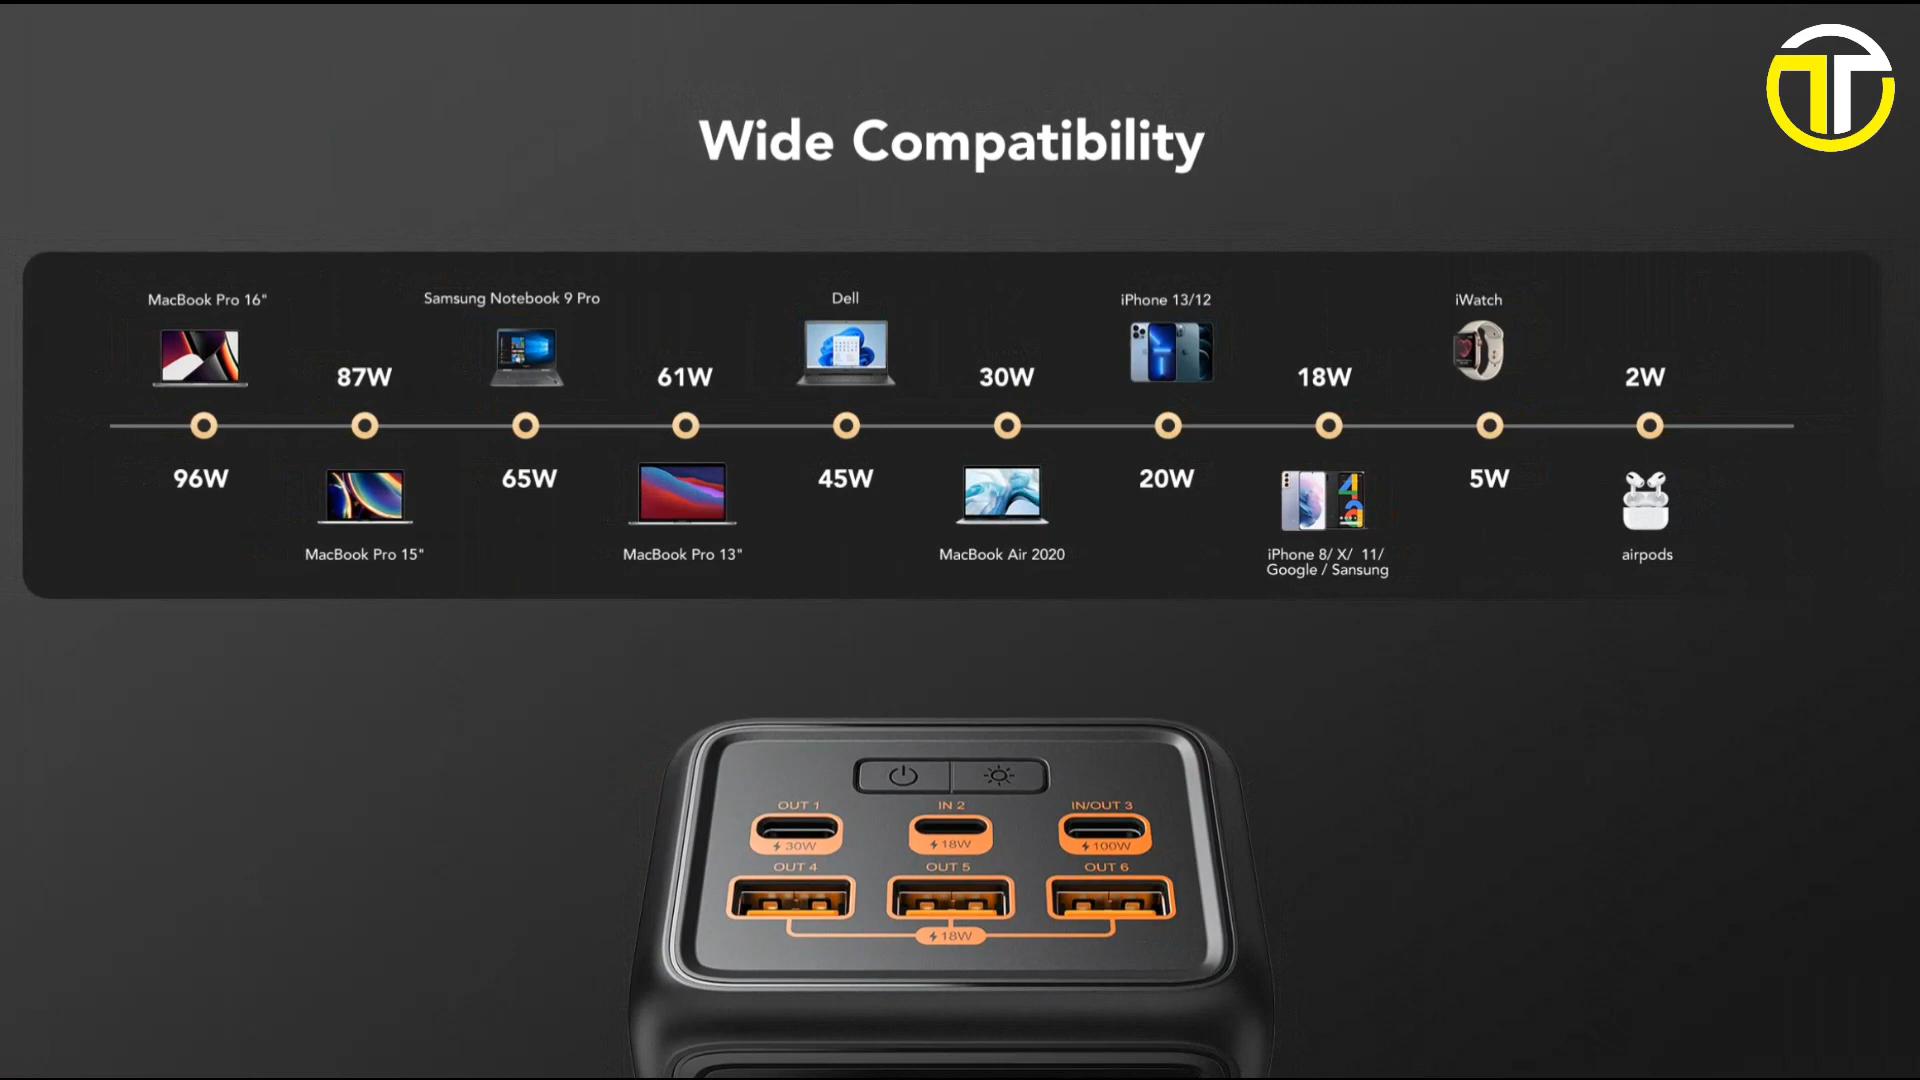 Wide Compatibility
MacBook Pro 16"
Samsung Notebook 9 Pro
Dell
iPhone 13/12
iWatch
87W
61W
30W
18W
2W
96W
65W
45W
20W
5W
MacBook Pro 15"
MacBook Pro 13"
MacBook Air 2020
iPhone 8/ X/ 11/
Google / Sansung
airpods
OUT 1
IN 2
IN/OUT 3
30W
18W
100W
OUT 4
OUT 5
OUT 6
18W